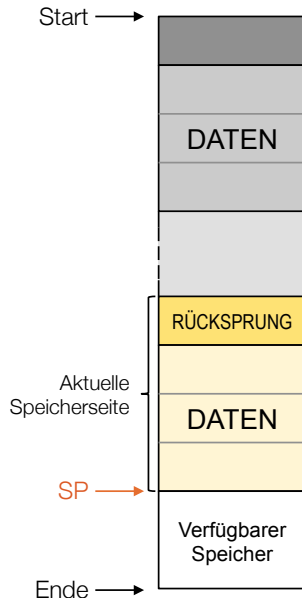 Start
DATEN
RÜCKSPRUNG
Aktuelle
Speicherseite
DATEN
SP
Verfügbarer
Speicher
Ende